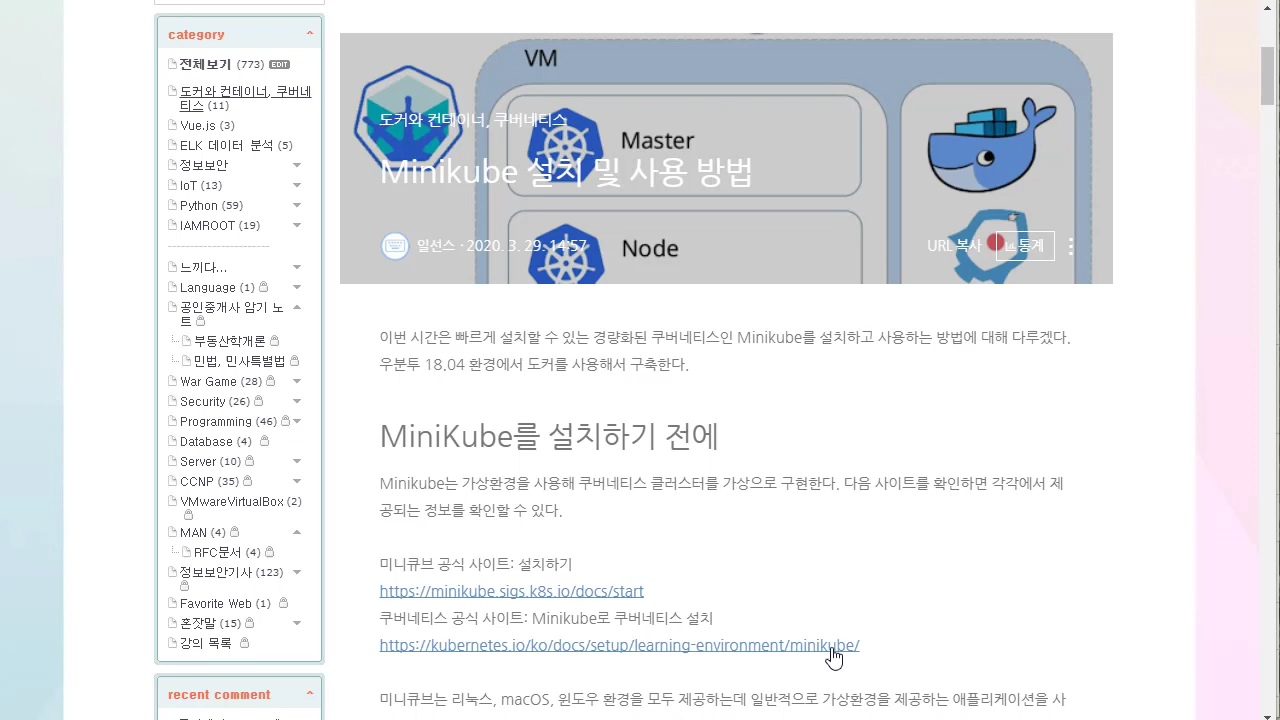 category
전체보기 (773) EDIT
도커와 컨테이너, 쿠버네
티스 (11)
Vue.js (3)
ELK 데이터 분석 (5)
정보보안
IoT (13)
Python (59)
IAMROOT (19)
-----------------------
느끼다...
Language (1)
공인중개사 암기 노
트
부동산학개론
민법, 민사특별법
War Game (28)
Security (26)
Programming (46)
Database (4)
Server (10)
CCNP (35)
VMwareVirtualBox (2)
MAN (4)
RFC문서 (4)
정보보안기사 (123)
Favorite Web (1)
혼잣말 (15)
강의 목록
recent comment
VM
도커와 컨테이너, 쿠버네티스
Master
Minikube 설치 및 사용 방법
일선스 · 2020. 3. 29. 14:57
Node
URL 복사
통계
이번 시간은 빠르게 설치할 수 있는 경량화된 쿠버네티스인 Minikube를 설치하고 사용하는 방법에 대해 다루겠다.
우분투 18.04 환경에서 도커를 사용해서 구축한다.
MiniKube를 설치하기 전에
Minikube는 가상환경을 사용해 쿠버네티스 클러스터를 가상으로 구현한다. 다음 사이트를 확인하면 각각에서 제
공되는 정보를 확인할 수 있다.
미니큐브 공식 사이트: 설치하기
https://minikube.sigs.k8s.io/docs/start
쿠버네티스 공식 사이트: Minikube로 쿠버네티스 설치
https://kubernetes.io/ko/docs/setup/learning-environment/minikube/
미니큐브는 리눅스, macOS, 윈도우 환경을 모두 제공하는데 일반적으로 가상환경을 제공하는 애플리케이션을 사